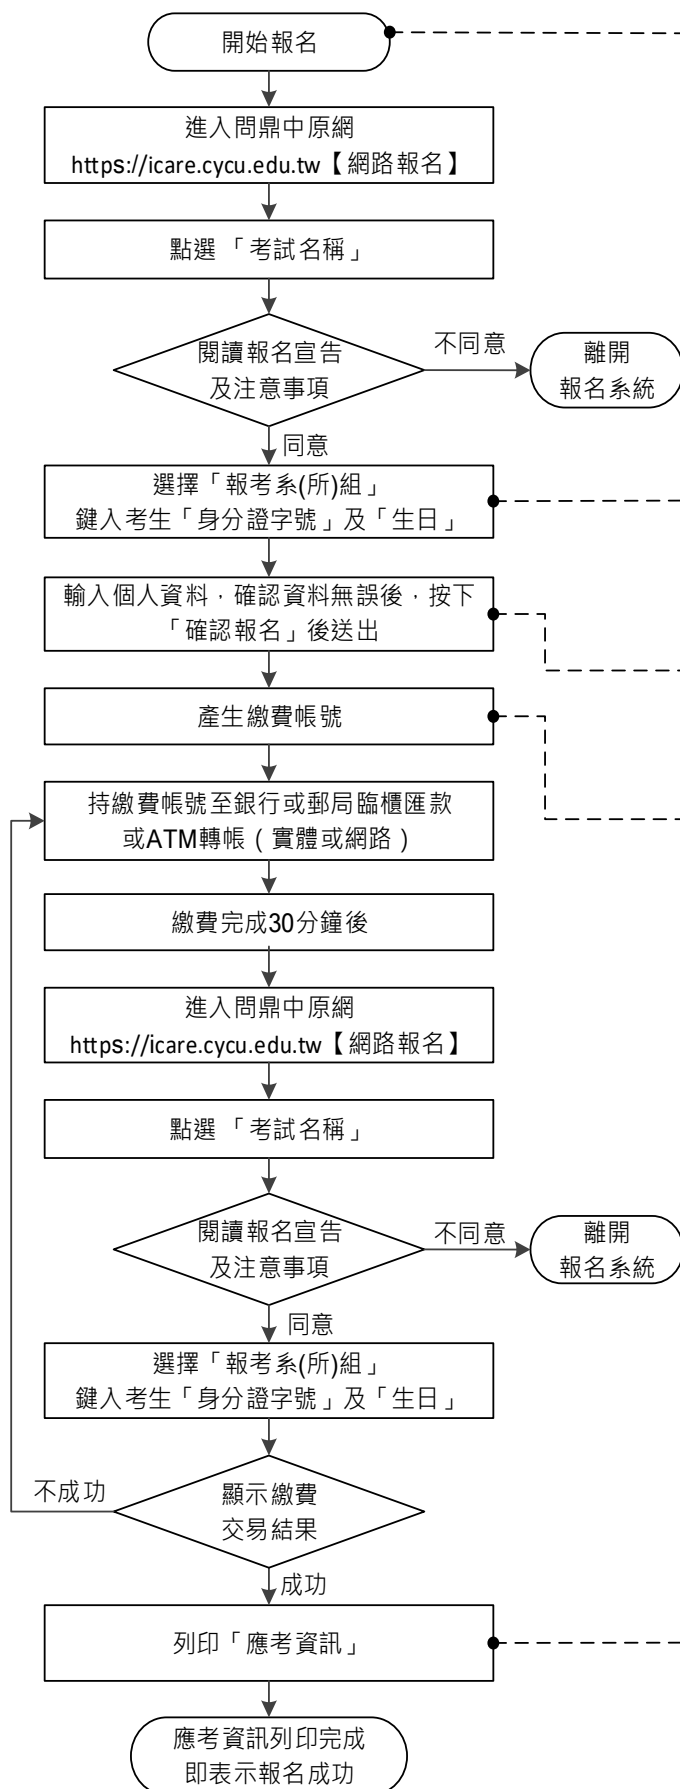 開始報名
進入問鼎中原網
https://icare.cycu.edu.tw【網路報名】
點選「考試名稱」
閱讀報名宣告
及注意事項
不同意
離開
報名系統
同意
選擇「報考系(所)組」
鍵入考生「身分證字號」及「生日」
輸入個人資料，確認資料無誤後，按下
「確認報名」後送出
產生繳費帳號
持繳費帳號至銀行或郵局臨櫃匯款
或ATM轉帳（實體或網路）
繳費完成30分鐘後
進入問鼎中原網
https://icare.cycu.edu.tw【網路報名】
點選「考試名稱」
閱讀報名宣告
及注意事項
不同意
離開
報名系統
同意
選擇「報考系(所)組」
鍵入考生「身分證字號」及「生日」
不成功
顯示繳費
交易結果
成功
列印「應考資訊」
應考資訊列印完成
即表示報名成功